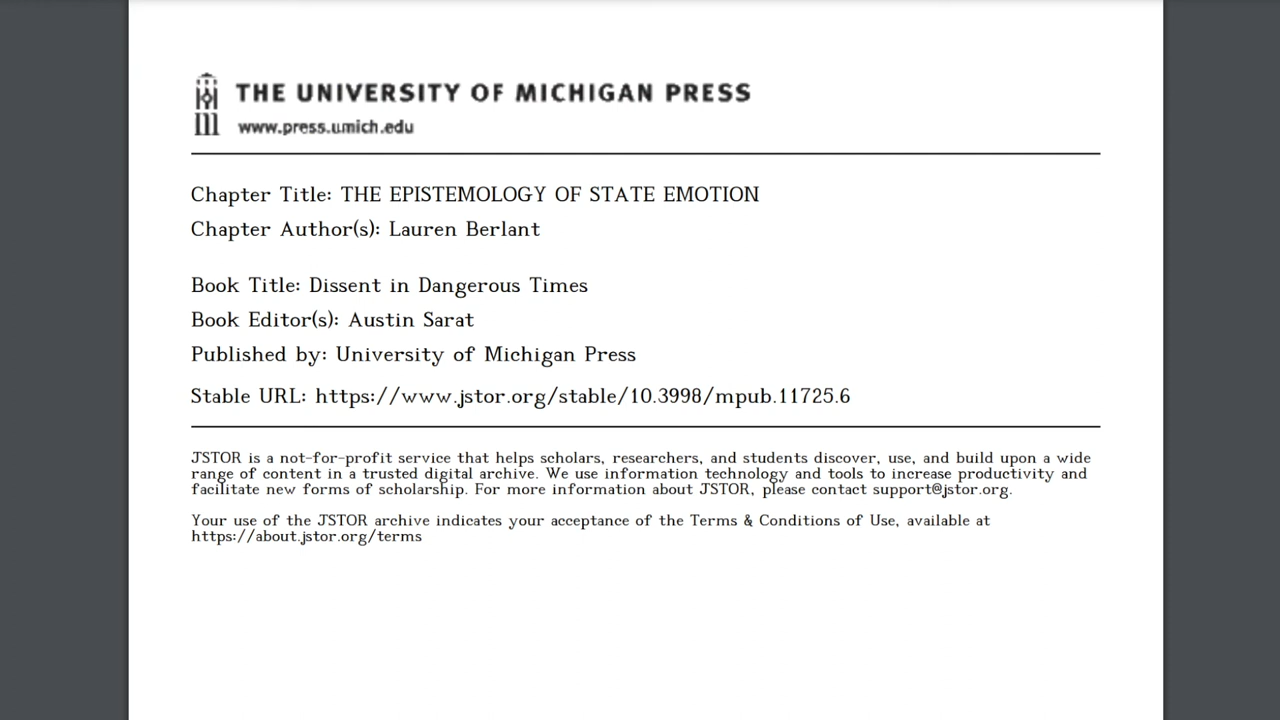 THE UNIVERSITY OF MICHIGAN PRESS
www.press.umich.edu
Chapter Title: THE EPISTEMOLOGY OF STATE EMOTION
Chapter Author(s): Lauren Berlant
Book Title: Dissent in Dangerous Times
Book Editor(s): Austin Sarat
Published by: University of Michigan Press
Stable URL: https://www.jstor.org/stable/10.3998/mpub.11725.6
JSTOR is a not-for-profit service that helps scholars, researchers, and students discover, use, and build upon a wide
range of content in a trusted digital archive. We use information technology and tools to increase productivity and
facilitate new forms of scholarship. For more information about JSTOR, please contact support@jstor.org.
Your use of the JSTOR archive indicates your acceptance of the Terms & Conditions of Use, available at
https://about.jstor.org/terms